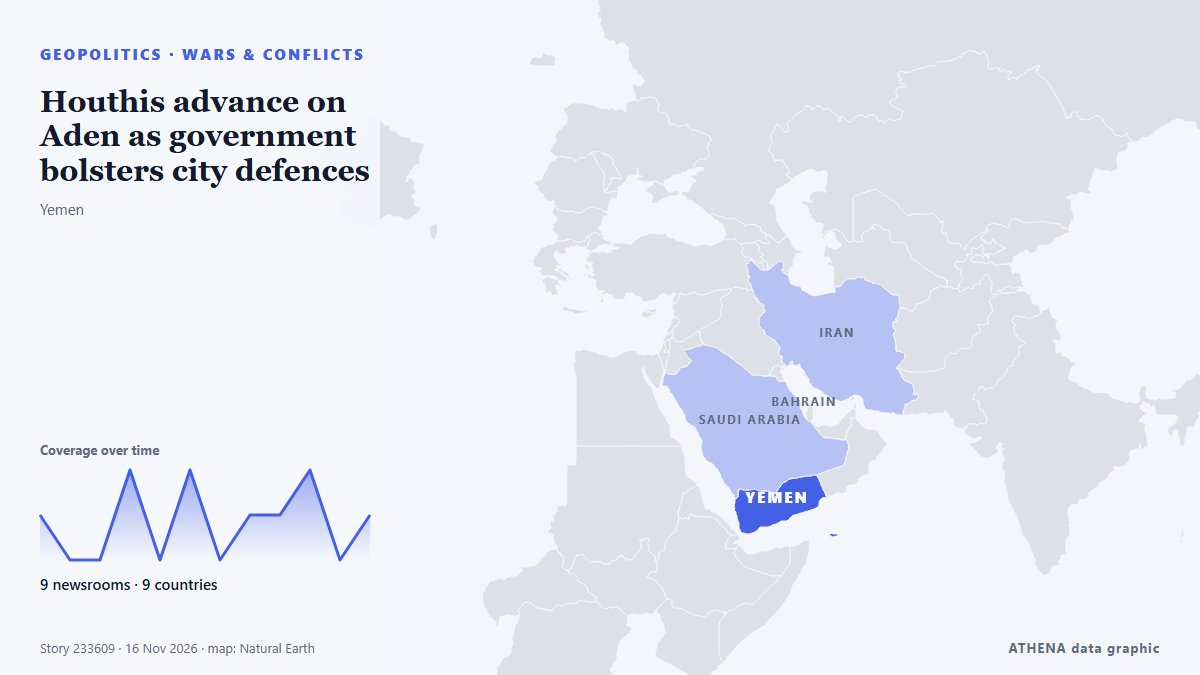 GEOPOLITICS · WARS & CONFLICTS
Houthis advance on
Aden as government
bolsters city defences
Yemen
IRAN
BAHRAIN
SAUDI ARABIA
YEMEN
Coverage over time
9 newsrooms · 9 countries
Story 233609 · 16 Nov 2026 · map: Natural Earth
ATHENA data graphic